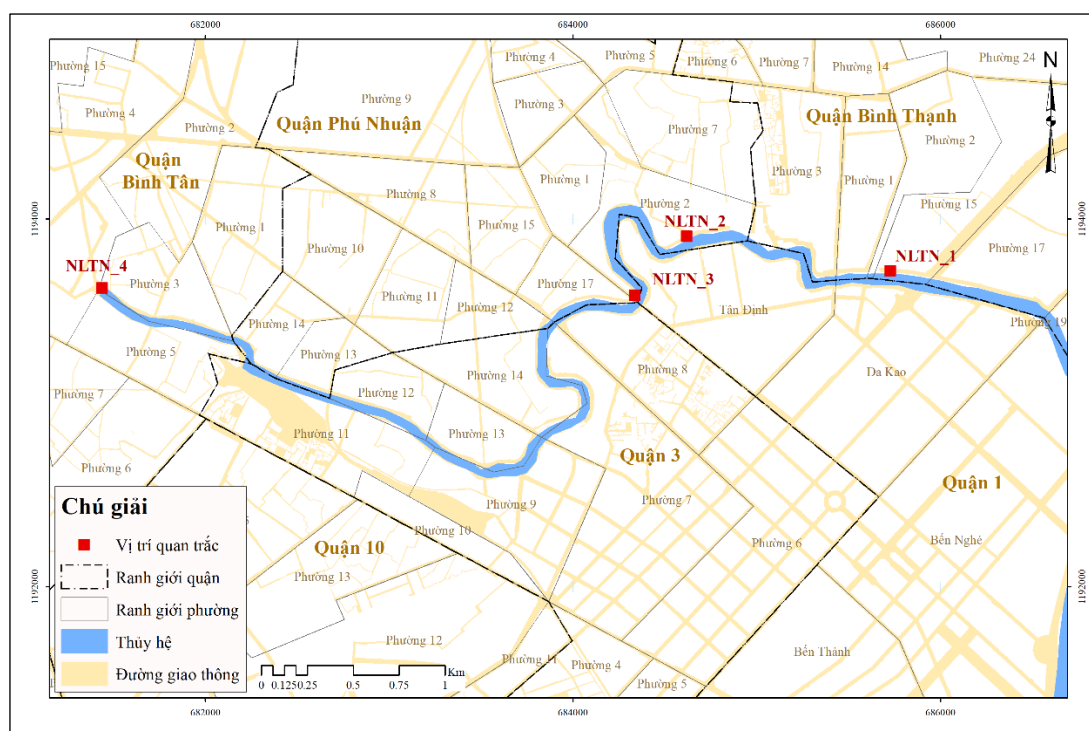 682000
684000
686000
Phường 15
Phường 4
Phường 5
Phường 6
Phường 7
Phường 14
Phường 24
N
Phường 9
Phường 4
Phường 3
Phường 2
Quận Phú Nhuận
Phường 7
Quận Bình Thạnh
Phường 2
Quận
Bình Tân
Phường 1
Phường 8
Phường 1
Phường 3
Phường 1
Phường 15
1194000
Phường 2
1194000
NLTN_2
Phường 15
Phường 10
Phường 17
NLTN_1
NLTN_4
Phường 3
Phường 11
Phường 17
NLTN_3
Phường 12
Tân Định
Phường 14
Phường 19
Phường 5
Phường 13
Phường 14
Phường 8
Đa Kao
Phường 7
Phường 12
Phường 11
Phường 13
Quận 3
Phường 6
Phường 9
Phường 7
Quận 1
Chú giải
Vị trí quan trắc
Ranh giới quận
Ranh giới phường
Thủy hệ
Đường giao thông
Phường 10
Quận 10
Phường 6
Bến Nghé
Phường 13
1192000
1192000
Phường 12
Phường 11
Phường 4
Bến Thành
Phường 5
Km
0 0.125 0.25 0.5 0.75 1
682000
684000
686000